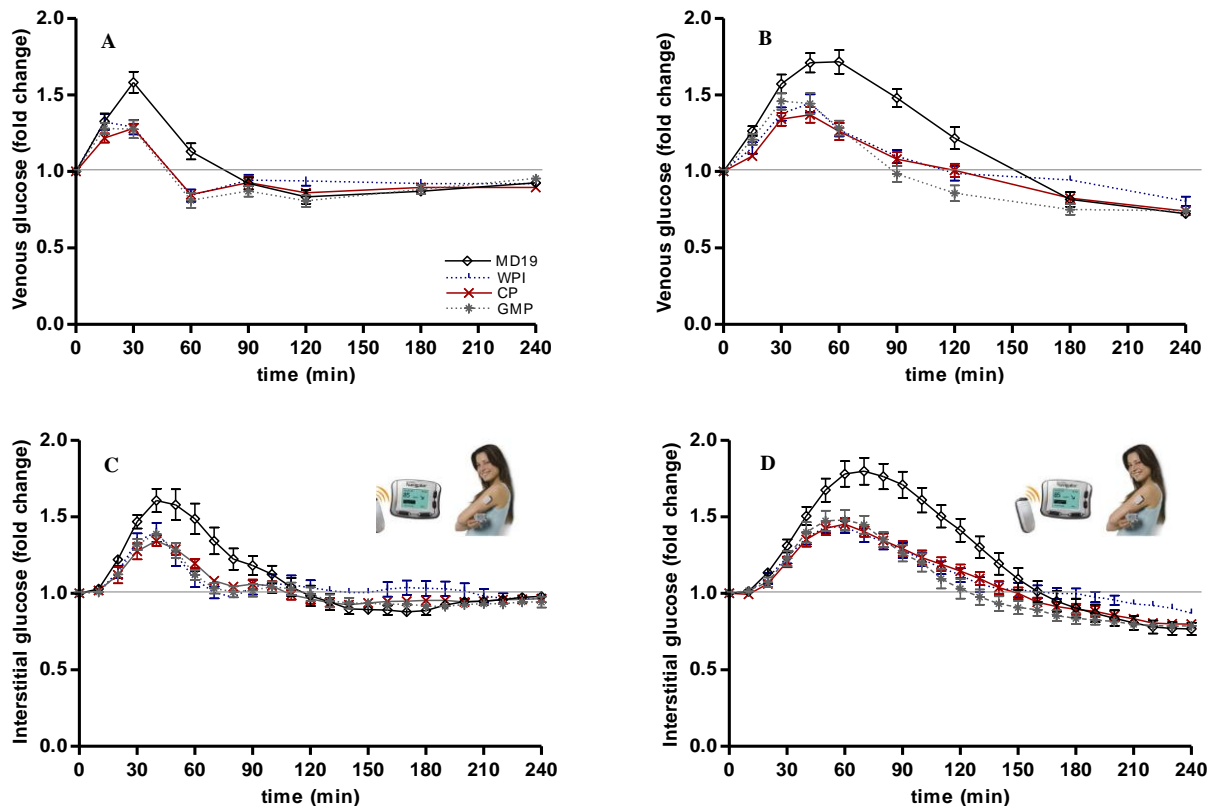 A
2.0
1.5
1.0
0.5
0.0
Venous glucose (fold change)
0 30 60 90 120 150 180 210 240
time (min)
MD19
WPI
CP
GMP
B
2.0
1.5
1.0
0.5
0.0
Venous glucose (fold change)
0 30 60 90 120 150 180 210 240
time (min)
C
2.0
1.5
1.0
0.5
0.0
Interstitial glucose (fold change)
0 30 60 90 120 150 180 210 240
time (min)
D
2.0
1.5
1.0
0.5
0.0
Interstitial glucose (fold change)
0 30 60 90 120 150 180 210 240
time (min)